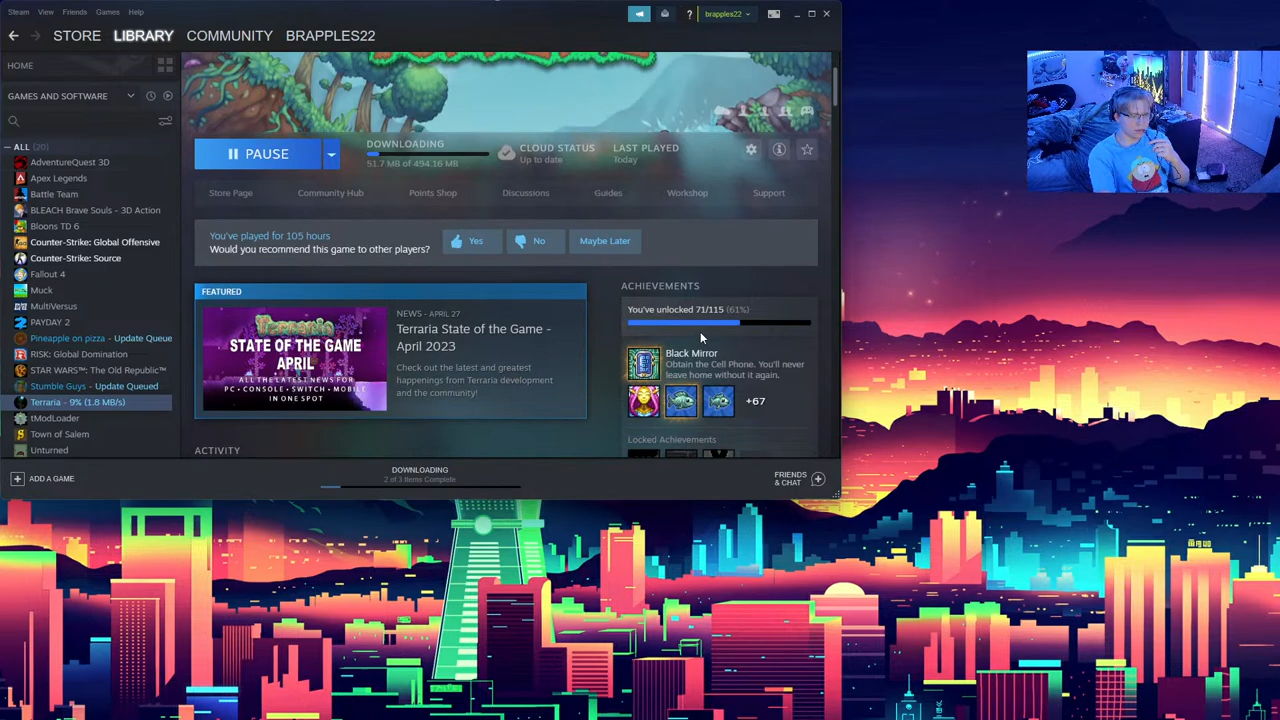 Steam View Friends Games Help
brapples22
STORE LIBRARY COMMUNITY BRAPPLES22
HOME
GAMES AND SOFTWARE
ALL (20)
AdventureQuest 3D
Apex Legends
Battle Team
BLEACH Brave Souls - 3D Action
Bloons TD 6
Counter-Strike: Global Offensive
Counter-Strike: Source
Fallout 4
Muck
MultiVersus
PAYDAY 2
Pineapple on pizza - Update Queue
RISK: Global Domination
STAR WARS™: The Old Republic™
Stumble Guys - Update Queued
Terraria - 9% (1.8 MB/s)
tModLoader
Town of Salem
Unturned
PAUSE
DOWNLOADING
51.7 MB of 494.16 MB
CLOUD STATUS
Up to date
LAST PLAYED
Today
Store Page Community Hub Points Shop Discussions Guides Workshop Support
You've played for 105 hours
Would you recommend this game to other players?
Yes No Maybe Later
FEATURED
Terraria
STATE OF THE GAME
APRIL
ALL THE LATEST NEWS FOR
PC • CONSOLE • SWITCH • MOBILE
IN ONE SPOT
NEWS - APRIL 27
Terraria State of the Game -
April 2023
Check out the latest and greatest
happenings from Terraria development
and the community!
ACTIVITY
ACHIEVEMENTS
You've unlocked 71/115 (61%)
Black Mirror
Obtain the Cell Phone. You'll never
leave home without it again.
+67
Locked Achievements
ADD A GAME
DOWNLOADING
2 of 3 Items Complete
FRIENDS
& CHAT